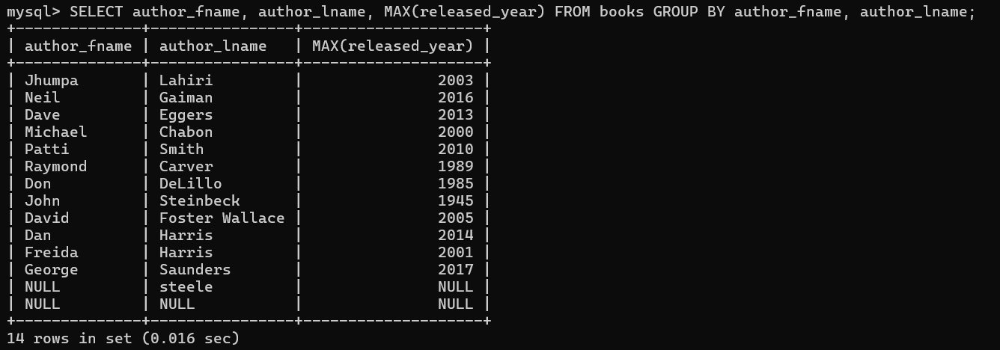 mysql> SELECT author_fname, author_lname, MAX(released_year) FROM books GROUP BY author_fname, author_lname;
+--------------+----------------+--------------------+
| author_fname | author_lname   | MAX(released_year) |
+--------------+----------------+--------------------+
| Jhumpa       | Lahiri         |               2003 |
| Neil         | Gaiman         |               2016 |
| Dave         | Eggers         |               2013 |
| Michael      | Chabon         |               2000 |
| Patti        | Smith          |               2010 |
| Raymond      | Carver         |               1989 |
| Don          | DeLillo        |               1985 |
| John         | Steinbeck      |               1945 |
| David        | Foster Wallace |               2005 |
| Dan          | Harris         |               2014 |
| Freida       | Harris         |               2001 |
| George       | Saunders       |               2017 |
| NULL         | steele         |               NULL |
| NULL         | NULL           |               NULL |
+--------------+----------------+--------------------+
14 rows in set (0.016 sec)